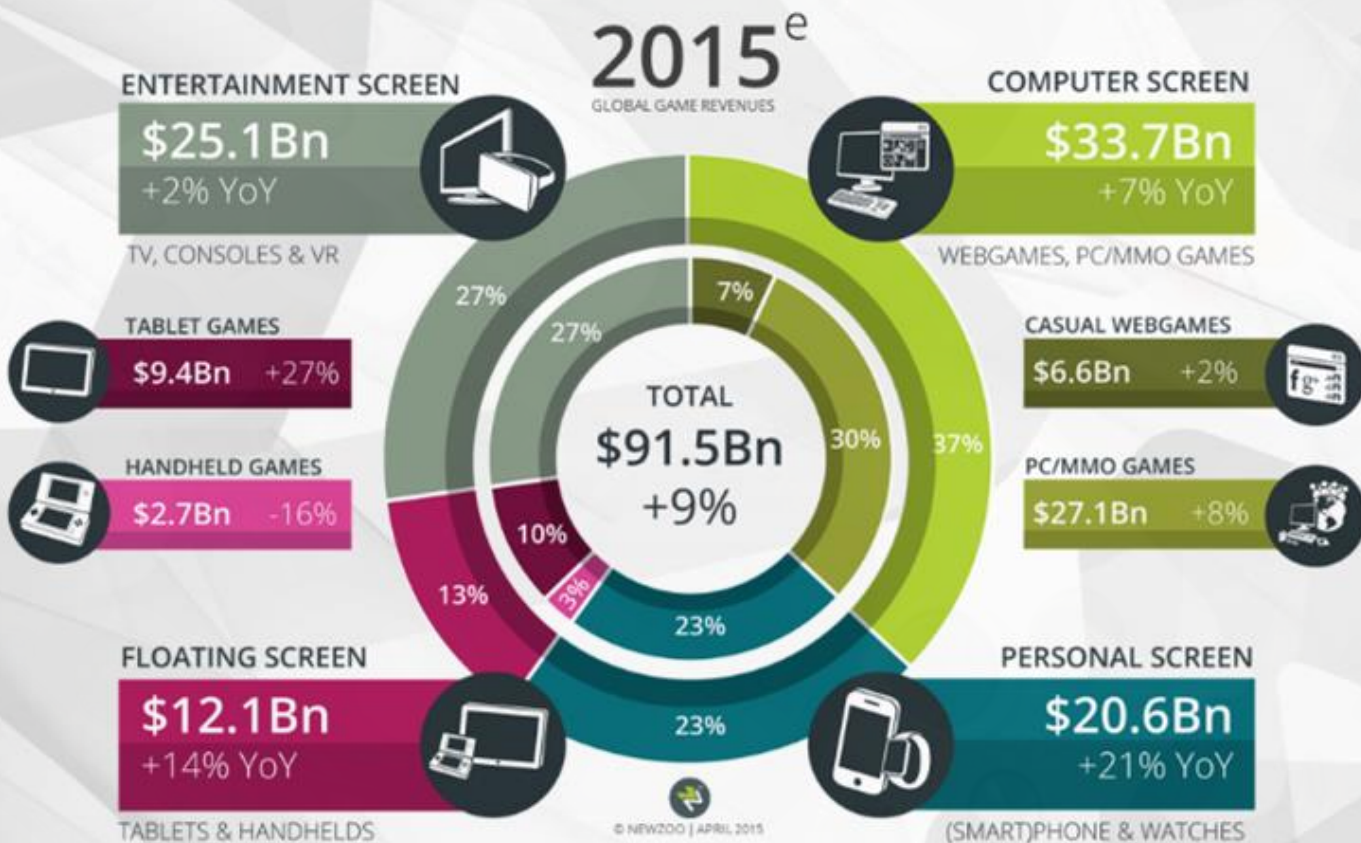 2015e
GLOBAL GAME REVENUES
ENTERTAINMENT SCREEN
$25.1Bn
+2% YoY
TV, CONSOLES & VR
COMPUTER SCREEN
$33.7Bn
+7% YoY
WEBGAMES, PC/MMO GAMES
TABLET GAMES
$9.4Bn +27%
HANDHELD GAMES
$2.7Bn -16%
CASUAL WEBGAMES
$6.6Bn +2%
PC/MMO GAMES
$27.1Bn +8%
27%
27%
7%
30%
37%
10%
3%
13%
23%
23%
TOTAL
$91.5Bn
+9%
FLOATING SCREEN
$12.1Bn
+14% YoY
TABLETS & HANDHELDS
PERSONAL SCREEN
$20.6Bn
+21% YoY
(SMART)PHONE & WATCHES
f g+
© NEWZOO | APRIL 2015